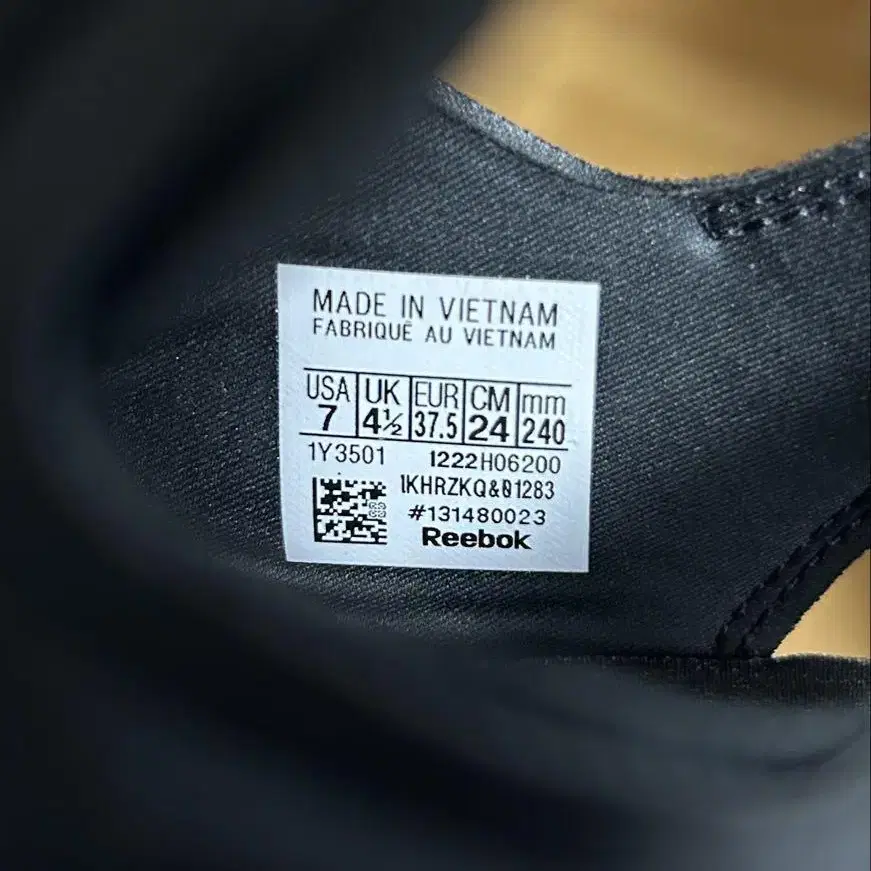 MADE IN VIETNAM
FABRIQUÉ AU VIETNAM
USA UK EUR CM mm
7 4½ 37.5 24 240
1Y3501 1222H06200
1KHRZKQ&01283
#131480023
Reebok